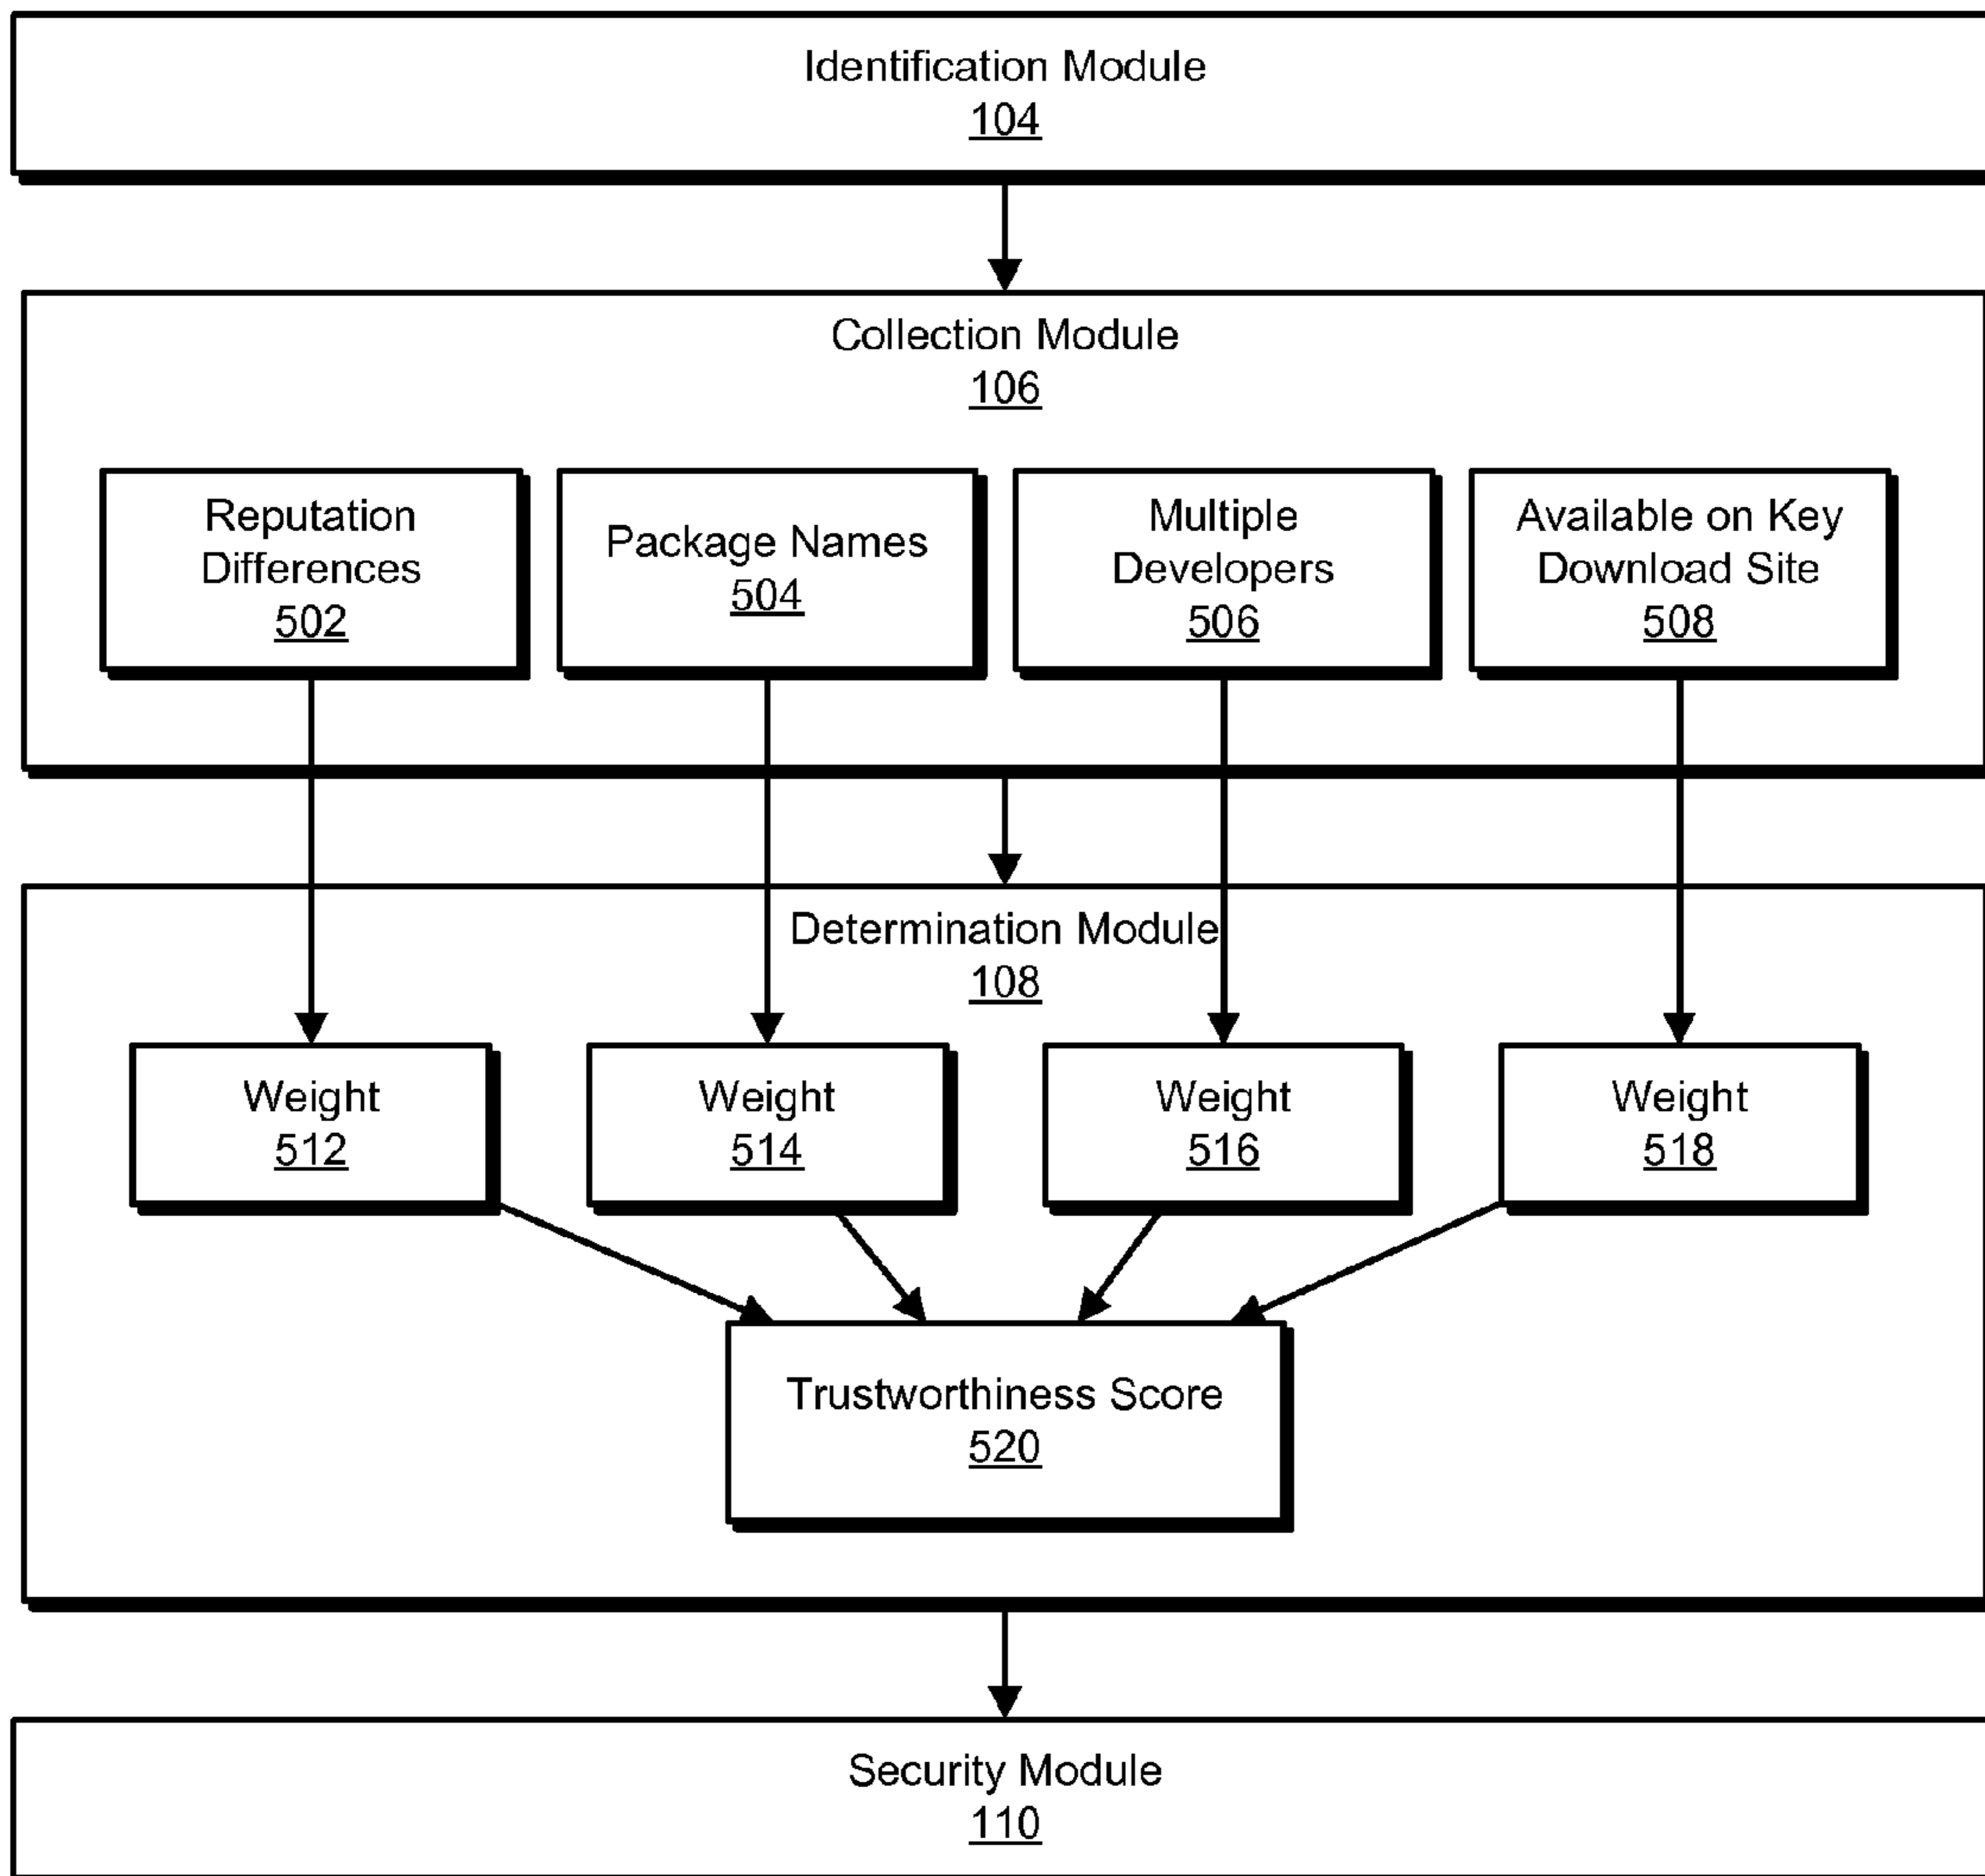 Identification Module
104
Collection Module
106
Reputation
Differences
502
Package Names
504
Multiple
Developers
506
Available on Key
Download Site
508
Determination Module
108
Weight
512
Weight
514
Weight
516
Weight
518
Trustworthiness Score
520
Security Module
110